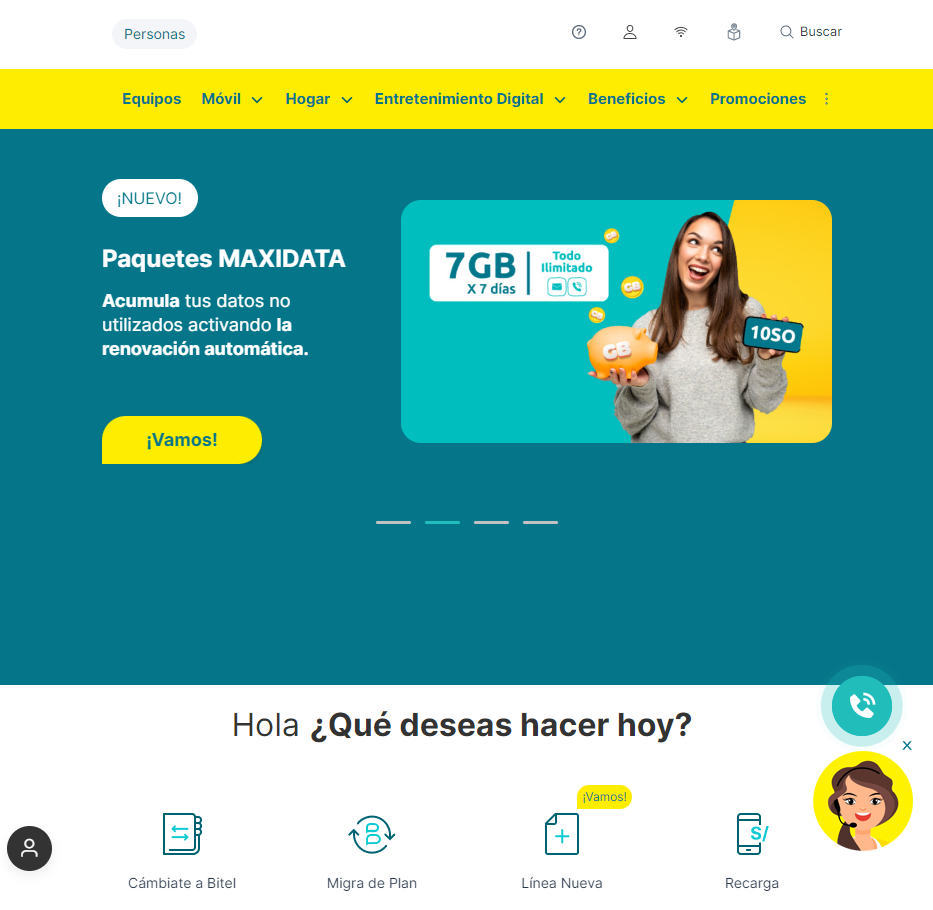 Personas
Buscar
Equipos
Móvil
Hogar
Entretenimiento Digital
Beneficios
Promociones
¡NUEVO!
Paquetes MAXIDATA
Acumula tus datos no
utilizados activando la
renovación automática.
¡Vamos!
7GB
X 7 días
Todo
Ilimitado
GB
GB
GB
GB
10SO
Hola ¿Qué deseas hacer hoy?
¡Vamos!
S/
Cámbiate a Bitel
Migra de Plan
Línea Nueva
Recarga